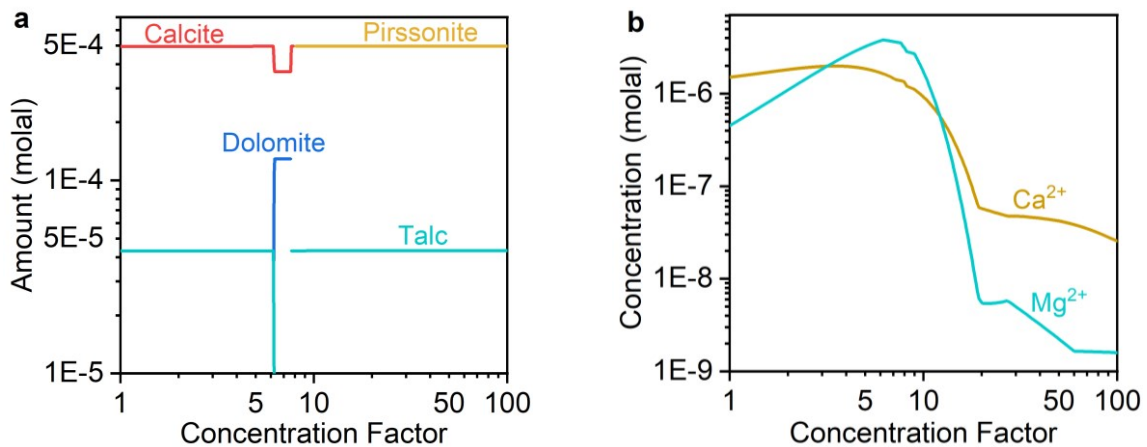 a
Calcite
Pirssonite
Dolomite
Talc
5E-4
1E-4
5E-5
1E-5
Amount (molal)
1
5
10
50
100
Concentration Factor
b
1E-6
1E-7
1E-8
1E-9
Concentration (molal)
Ca²⁺
Mg²⁺
1
5
10
50
100
Concentration Factor